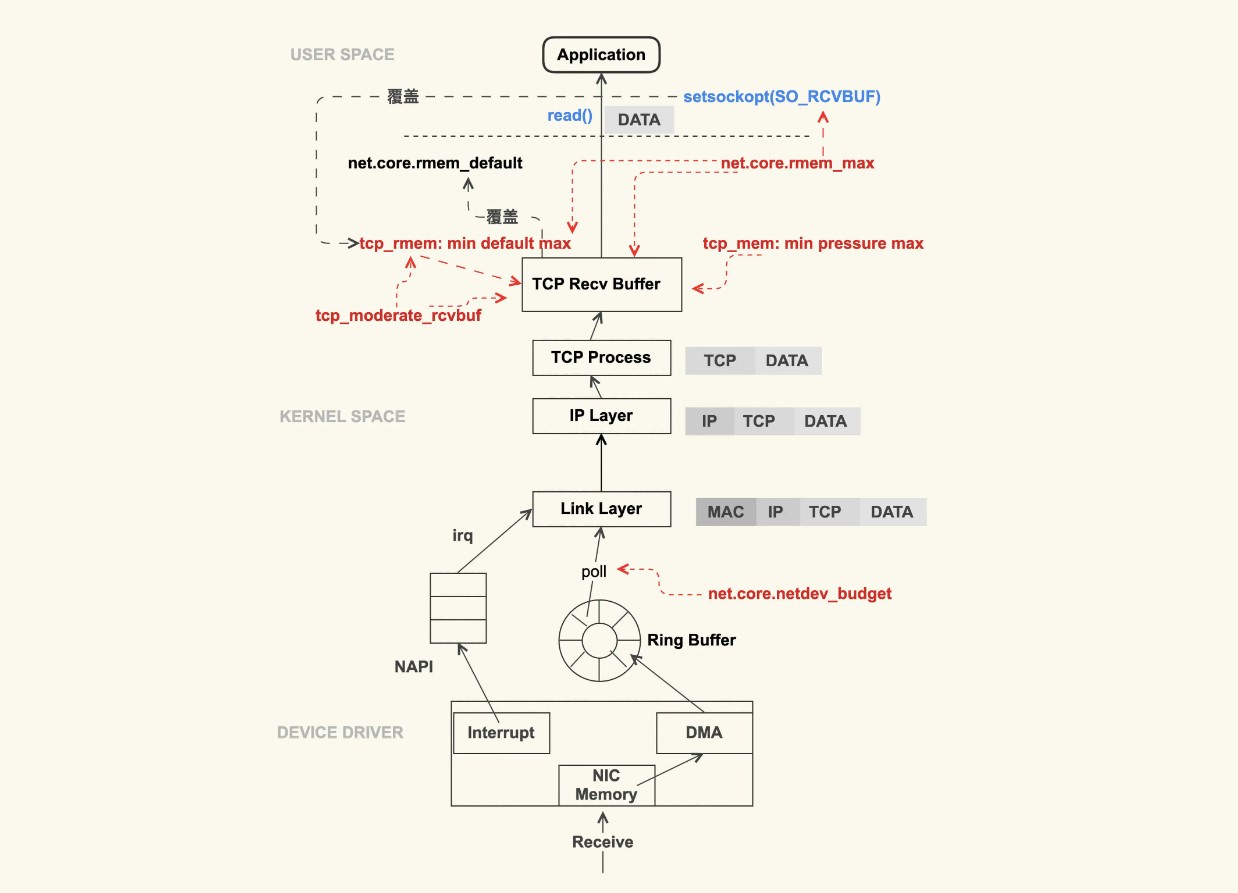 Application
USER SPACE
覆盖
setsockopt(SO_RCVBUF)
read()
DATA
net.core.rmem_default
net.core.rmem_max
覆盖
tcp_rmem: min default max
tcp_mem: min pressure max
TCP Recv Buffer
tcp_moderate_rcvbuf
TCP Process
TCP DATA
KERNEL SPACE
IP Layer
IP TCP DATA
Link Layer
MAC IP TCP DATA
irq
poll
net.core.netdev_budget
Ring Buffer
NAPI
DEVICE DRIVER
Interrupt
DMA
NIC
Memory
Receive